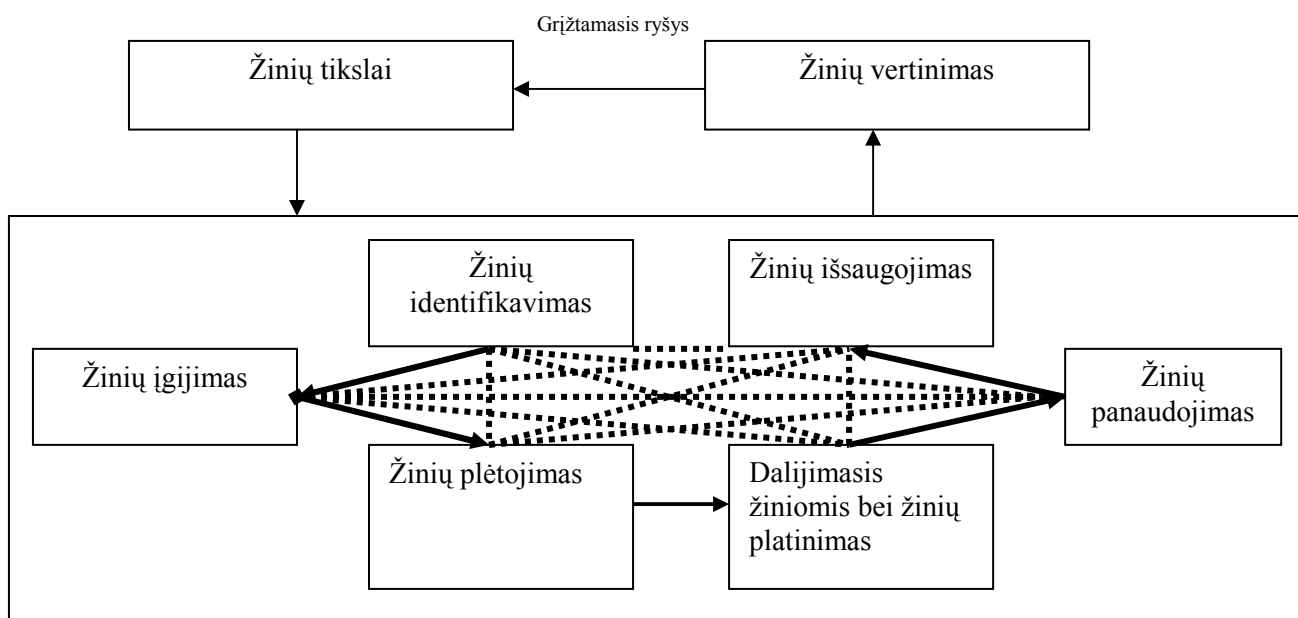 Grįžtamasis ryšys
Žinių tikslai
Žinių vertinimas
Žinių
identifikavimas
Žinių išsaugojimas
Žinių įgijimas
Žinių
panaudojimas
Žinių plėtojimas
Dalijimasis
žiniomis bei žinių
platinimas